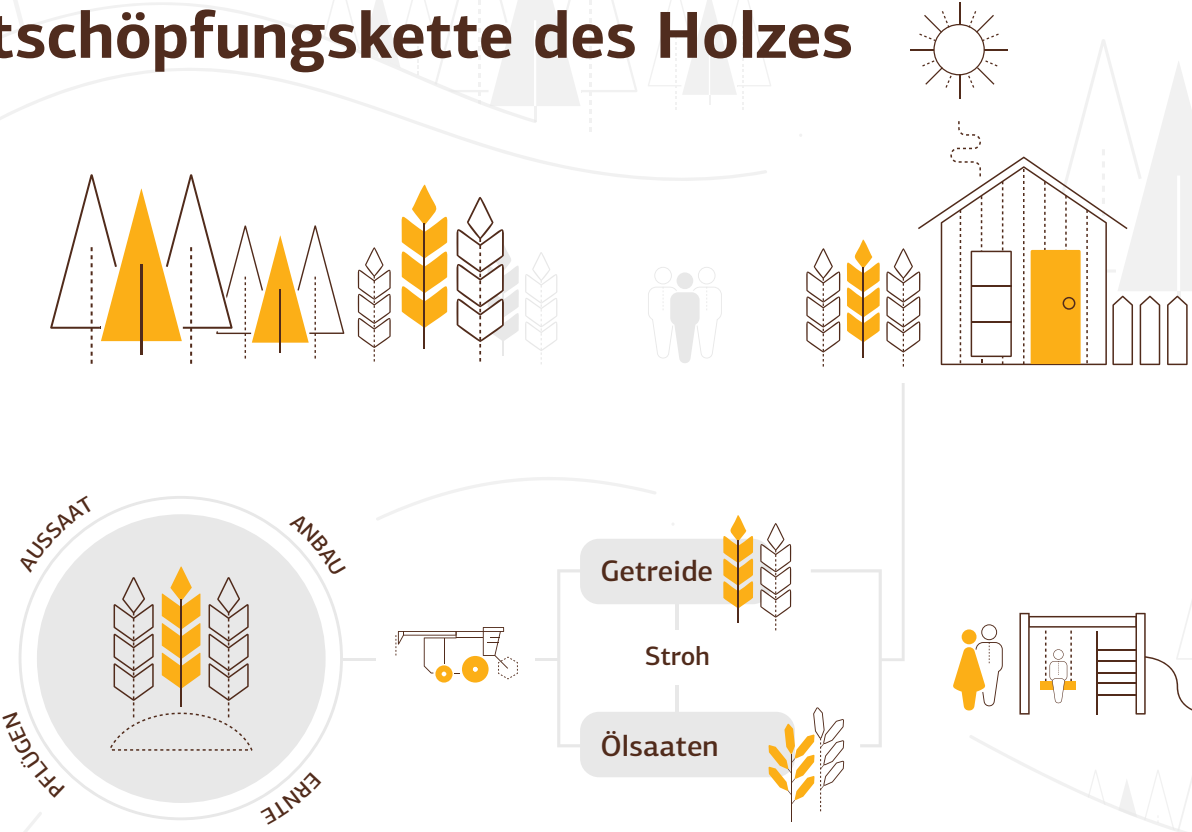 tschöpfungskette des Holzes
AUSSAAT
ANBAU
Getreide
Stroh
Ölsaaten
PFLÜGEN
ERNTE